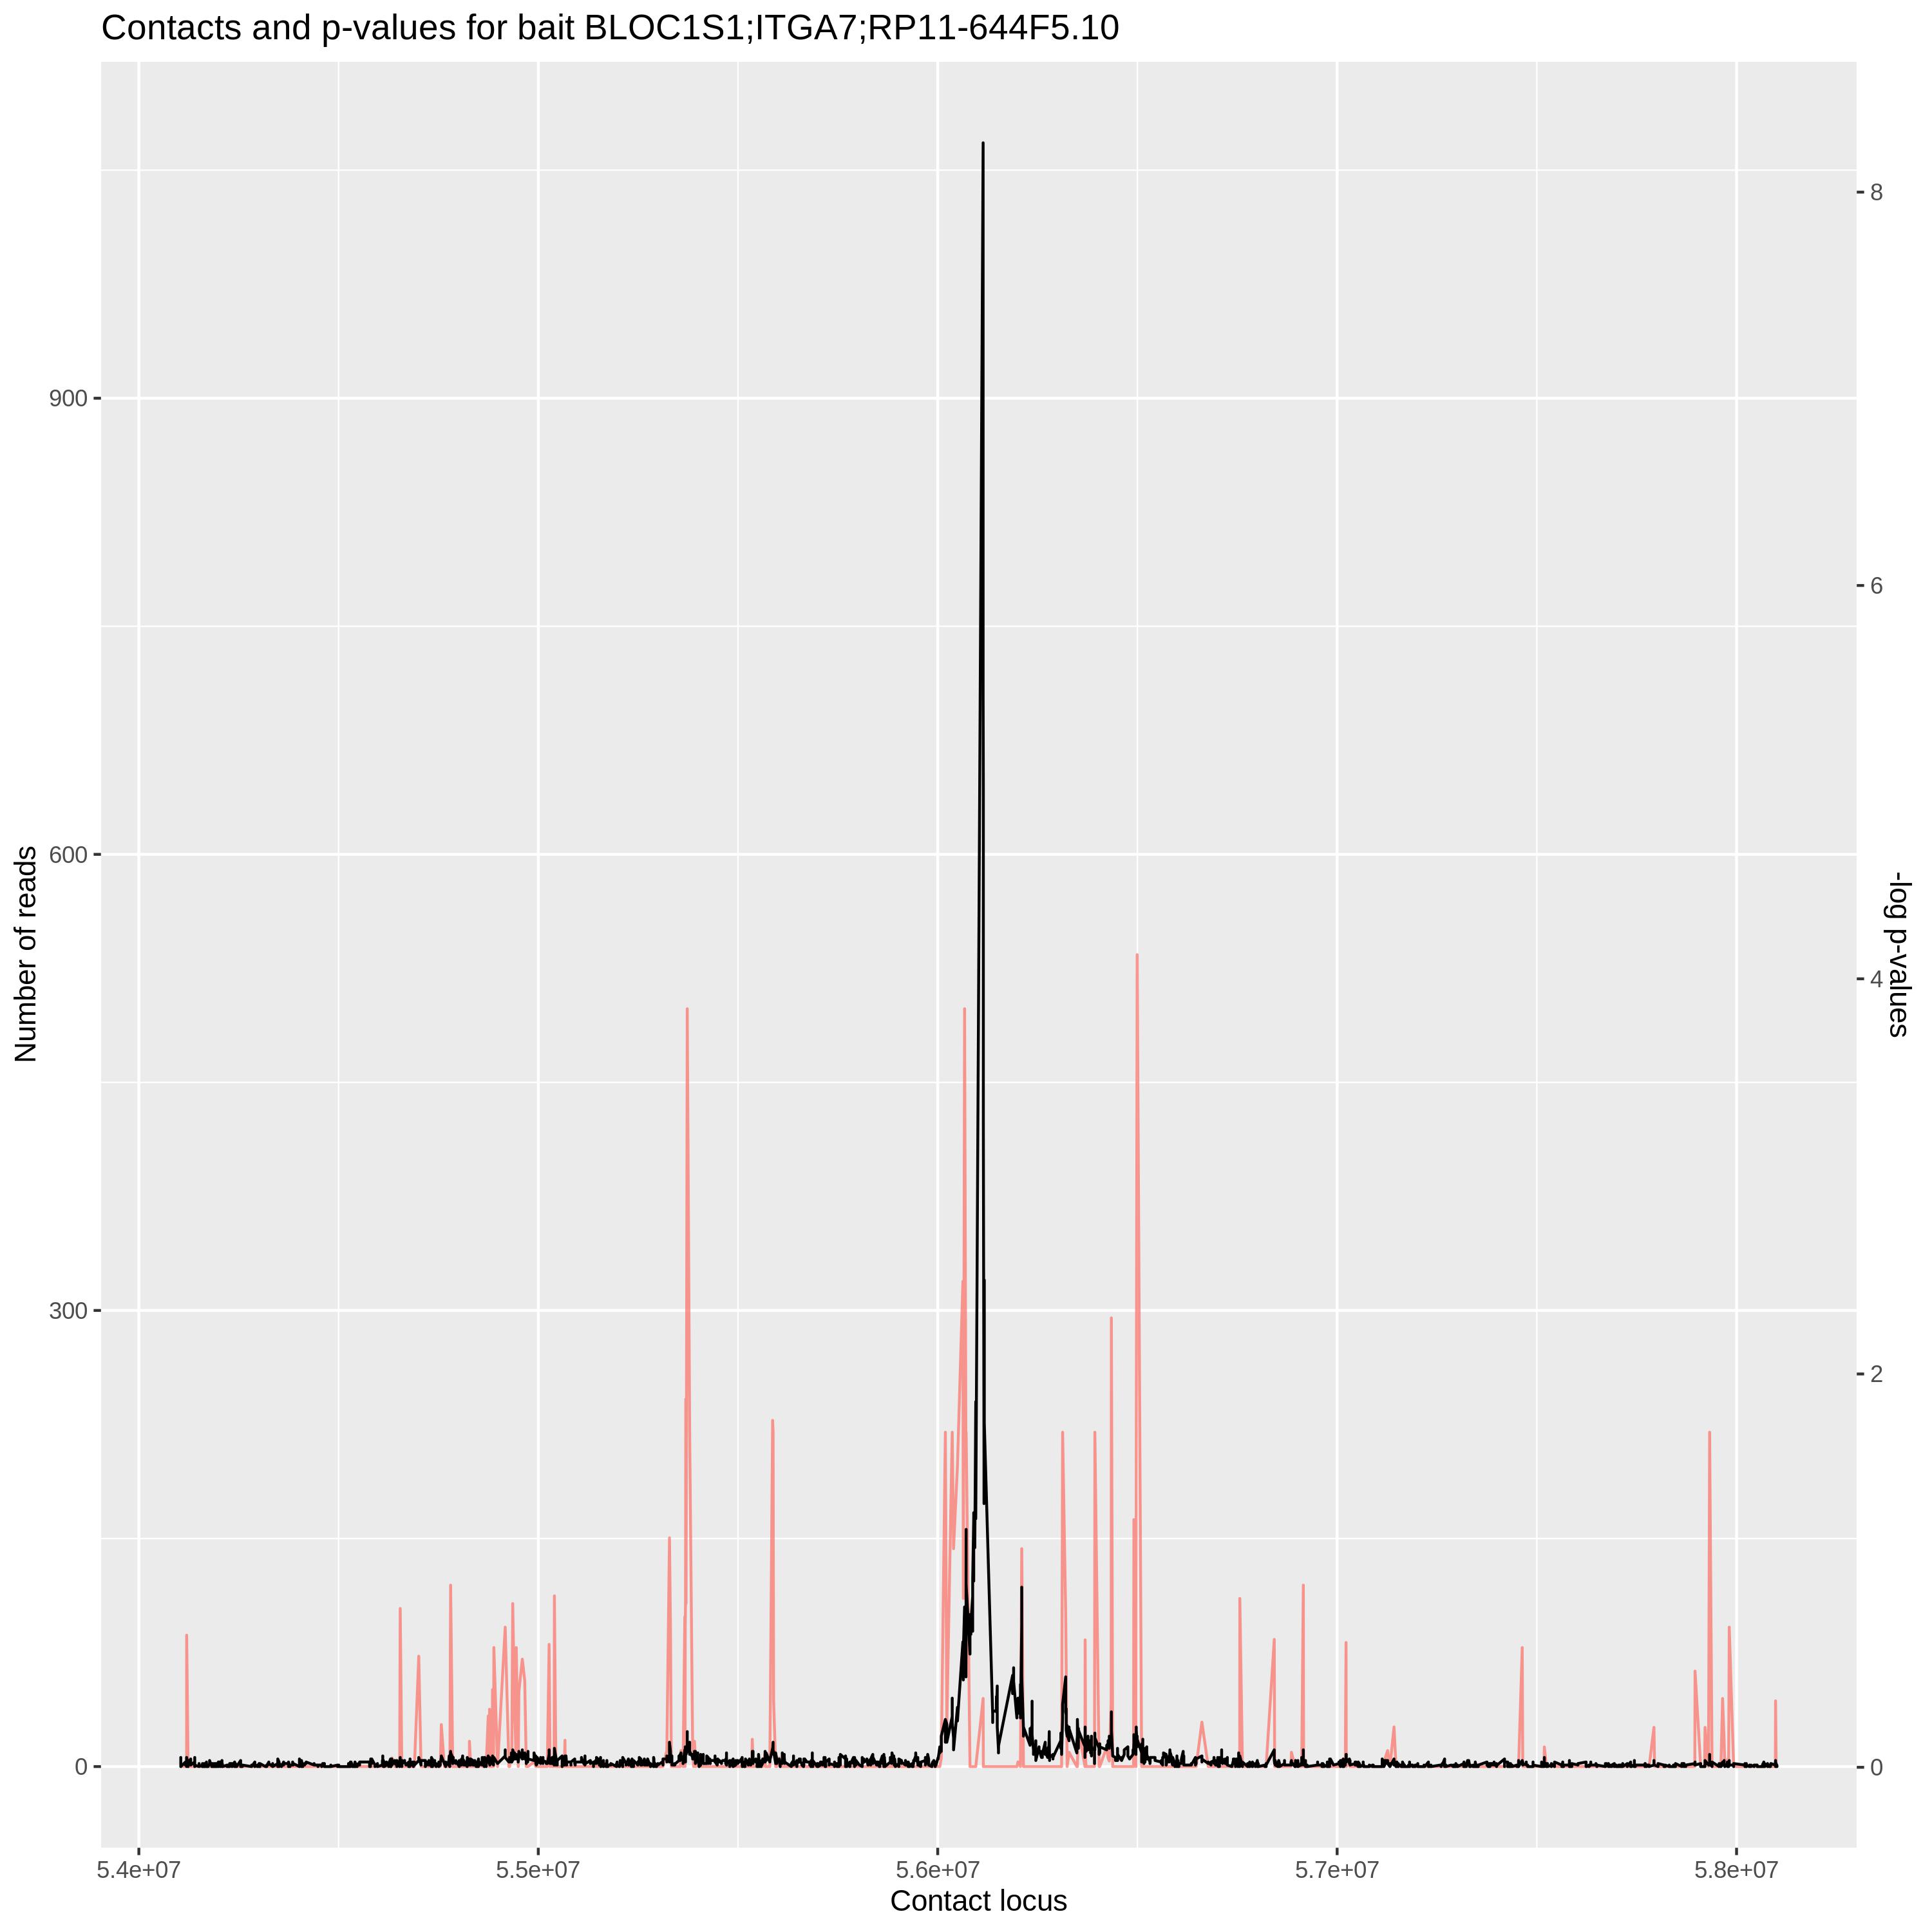 Contacts and p-values for bait BLOC1S1;ITGA7;RP11-644F5.10
Number of reads
900
600
300
0
8
6
4
2
0
-log p-values
5.4e+07 5.5e+07 5.6e+07 5.7e+07 5.8e+07
Contact locus